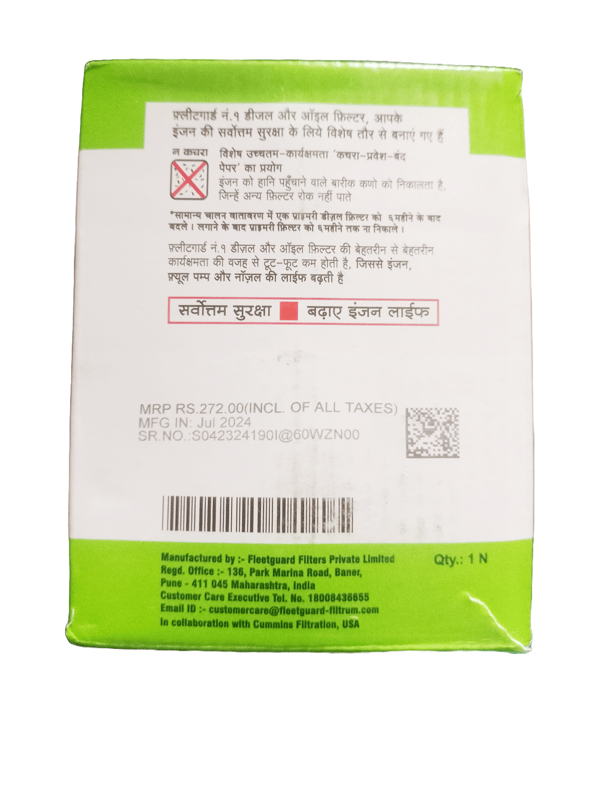 फ़्लीटगार्ड नं.१ डीजल और ऑइल फ़िल्टर, आपके
इंजन की सर्वोत्तम सुरक्षा के लिये विशेष तौर से बनाएं गए हैं
न कचरा
विशेष उच्चतम-कार्यक्षमता 'कचरा-प्रवेश-बंद
पेपर' का प्रयोग
इंजन को हानि पहुँचाने वाले बारीक कणो को निकालता है,
जिन्हें अन्य फ़िल्टर रोक नहीं पाते
*सामान्य चालन वातावरण में एक प्राइमरी डीज़ल फ़िल्टर को ६ महीने के बाद
बदले । लगाने के बाद प्राइमरी फ़िल्टर को ६ महीने तक ना निकाले ।
फ़्लीटगार्ड नं.१ डीज़ल और ऑइल फ़िल्टर की बेहतरीन से बेहतरीन
कार्यक्षमता की वजह से टूट-फूट कम होती है, जिससे इंजन,
फ़्यूल पम्प और नॉज़ल की लाईफ बढ़ती है
सर्वोत्तम सुरक्षा बढ़ाए इंजन लाईफ
MRP RS.272.00(INCL. OF ALL TAXES)
MFG IN: Jul 2024
SR.NO.:S042324190I@60WZN00
Manufactured by :- Fleetguard Filters Private Limited
Qty.: 1 N
Regd. Office :- 136, Park Marina Road, Baner,
Pune - 411 045 Maharashtra, India
Customer Care Executive Tel. No. 18008436655
Email ID :- customercare@fleetguard-filtrum.com
In collaboration with Cummins Filtration, USA